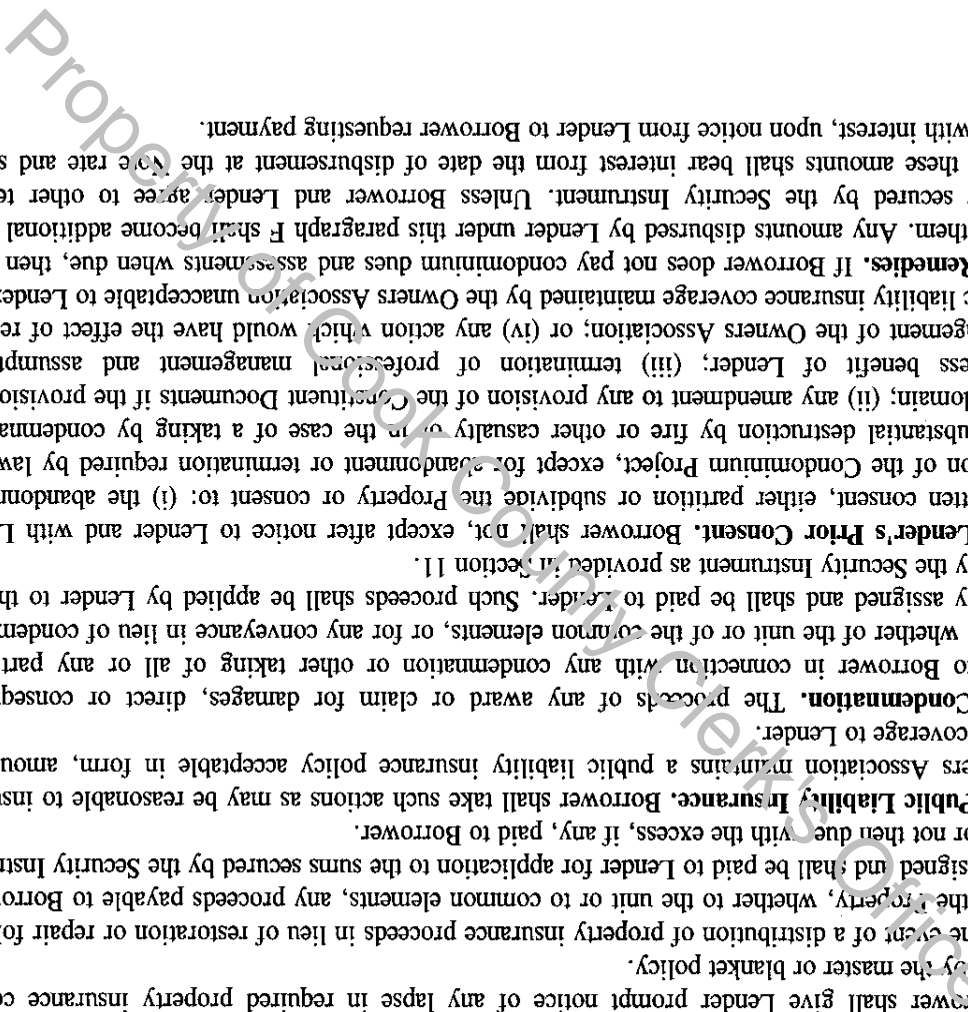 rower shall give Lender prompt notice of any lapse in required property insurance co
by the master or blanket policy.
he event of a distribution of property insurance proceeds in lieu of restoration or repair fol
the Property, whether to the unit or to common elements, any proceeds payable to Borro
signed and shall be paid to Lender for application to the sums secured by the Security Instr
or not then due, with the excess, if any, paid to Borrower.
Public Liability Insurance. Borrower shall take such actions as may be reasonable to insu
ers Association maintains a public liability insurance policy acceptable in form, amou
coverage to Lender.
Condemnation. The proceeds of any award or claim for damages, direct or conseq
to Borrower in connection with any condemnation or other taking of all or any part
whether of the unit or of the common elements, or for any conveyance in lieu of condem
y assigned and shall be paid to Lender. Such proceeds shall be applied by Lender to th
y the Security Instrument as provided in Section 11.
Lender's Prior Consent. Borrower shall not, except after notice to Lender and with L
tten consent, either partition or subdivide the Property or consent to: (i) the abandonm
on of the Condominium Project, except for abandonment or termination required by law
ubstantial destruction by fire or other casualty or in the case of a taking by condemna
lomain; (ii) any amendment to any provision of the Constituent Documents if the provisio
ess benefit of Lender; (iii) termination of professional management and assumpt
agement of the Owners Association; or (iv) any action which would have the effect of re
c liability insurance coverage maintained by the Owners Association unacceptable to Lende
Remedies. If Borrower does not pay condominium dues and assessments when due, then
them. Any amounts disbursed by Lender under this paragraph F shall become additional
secured by the Security Instrument. Unless Borrower and Lender agree to other te
these amounts shall bear interest from the date of disbursement at the Note rate and s
with interest, upon notice from Lender to Borrower requesting payment.
Property of Cook County Clerk's Office